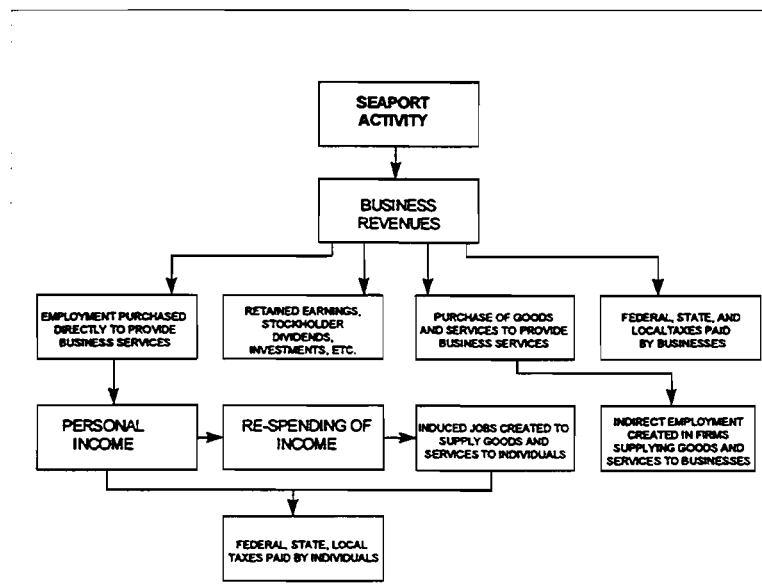 SEAPORT
ACTIVITY
BUSINESS
REVENUES
EMPLOYMENT PURCHASED
DIRECTLY TO PROVIDE
BUSINESS SERVICES
RETAINED EARNINGS,
STOCKHOLDER
DIVIDENDS,
INVESTMENTS, ETC.
PURCHASE OF GOODS
AND SERVICES TO PROVIDE
BUSINESS SERVICES
FEDERAL, STATE, AND
LOCALTAXES PAID
BY BUSINESSES
PERSONAL
INCOME
RE-SPENDING OF
INCOME
INDUCED JOBS CREATED TO
SUPPLY GOODS AND
SERVICES TO INDIVIDUALS
INDIRECT EMPLOYMENT
CREATED IN FIRMS
SUPPLYING GOODS AND
SERVICES TO BUSINESSES
FEDERAL, STATE, LOCAL
TAXES PAID BY INDIVIDUALS